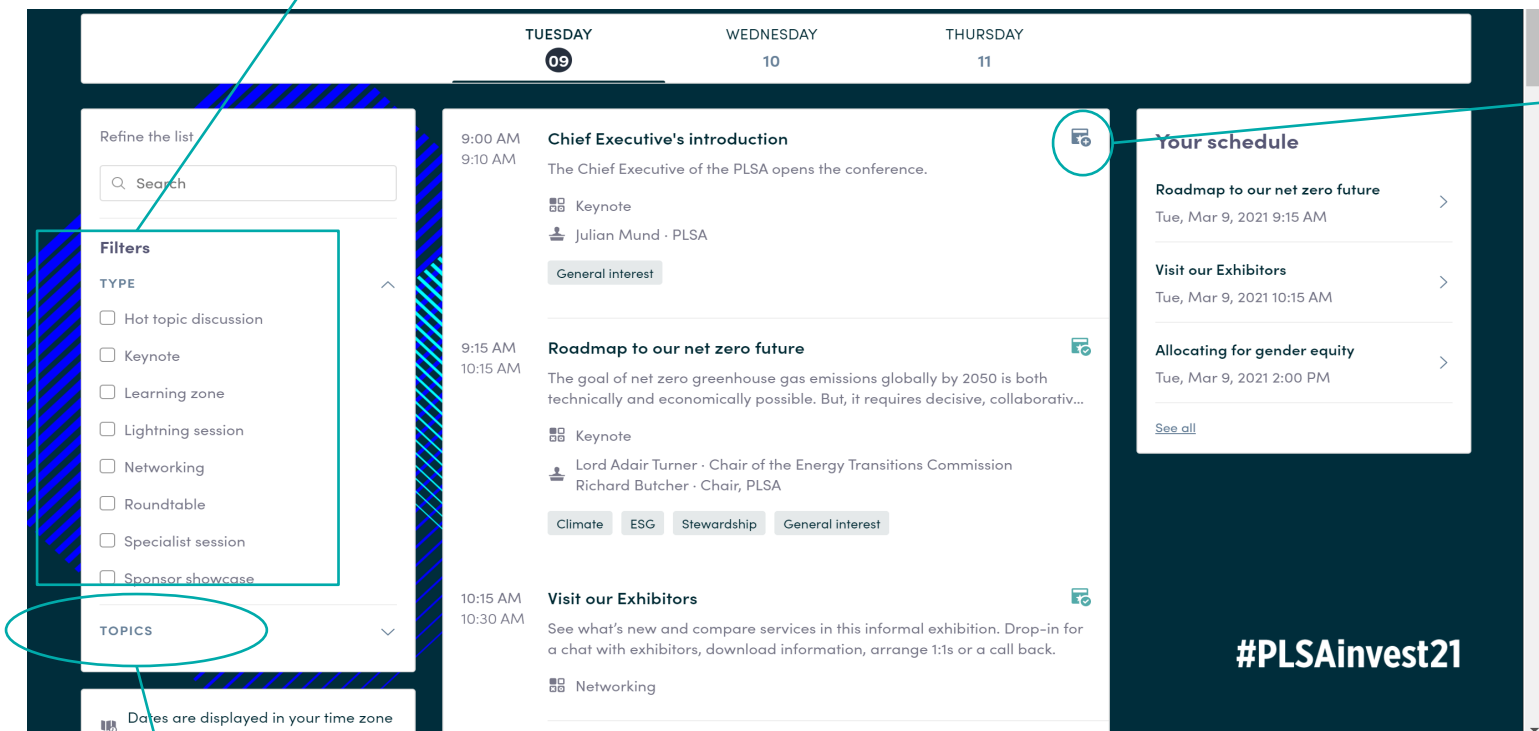 TUESDAY
09
WEDNESDAY
10
THURSDAY
11
Refine the list
Search
Filters
TYPE
Hot topic discussion
Keynote
Learning zone
Lightning session
Networking
Roundtable
Specialist session
Sponsor showcase
TOPICS
Dates are displayed in your time zone
9:00 AM
9:10 AM
Chief Executive's introduction
The Chief Executive of the PLSA opens the conference.
Keynote
Julian Mund · PLSA
General interest
9:15 AM
10:15 AM
Roadmap to our net zero future
The goal of net zero greenhouse gas emissions globally by 2050 is both
technically and economically possible. But, it requires decisive, collaborativ...
Keynote
Lord Adair Turner · Chair of the Energy Transitions Commission
Richard Butcher · Chair, PLSA
Climate ESG Stewardship General interest
10:15 AM
10:30 AM
Visit our Exhibitors
See what's new and compare services in this informal exhibition. Drop-in for
a chat with exhibitors, download information, arrange 1:1s or a call back.
Networking
Your schedule
Roadmap to our net zero future
Tue, Mar 9, 2021 9:15 AM
Visit our Exhibitors
Tue, Mar 9, 2021 10:15 AM
Allocating for gender equity
Tue, Mar 9, 2021 2:00 PM
See all
#PLSAinvest21